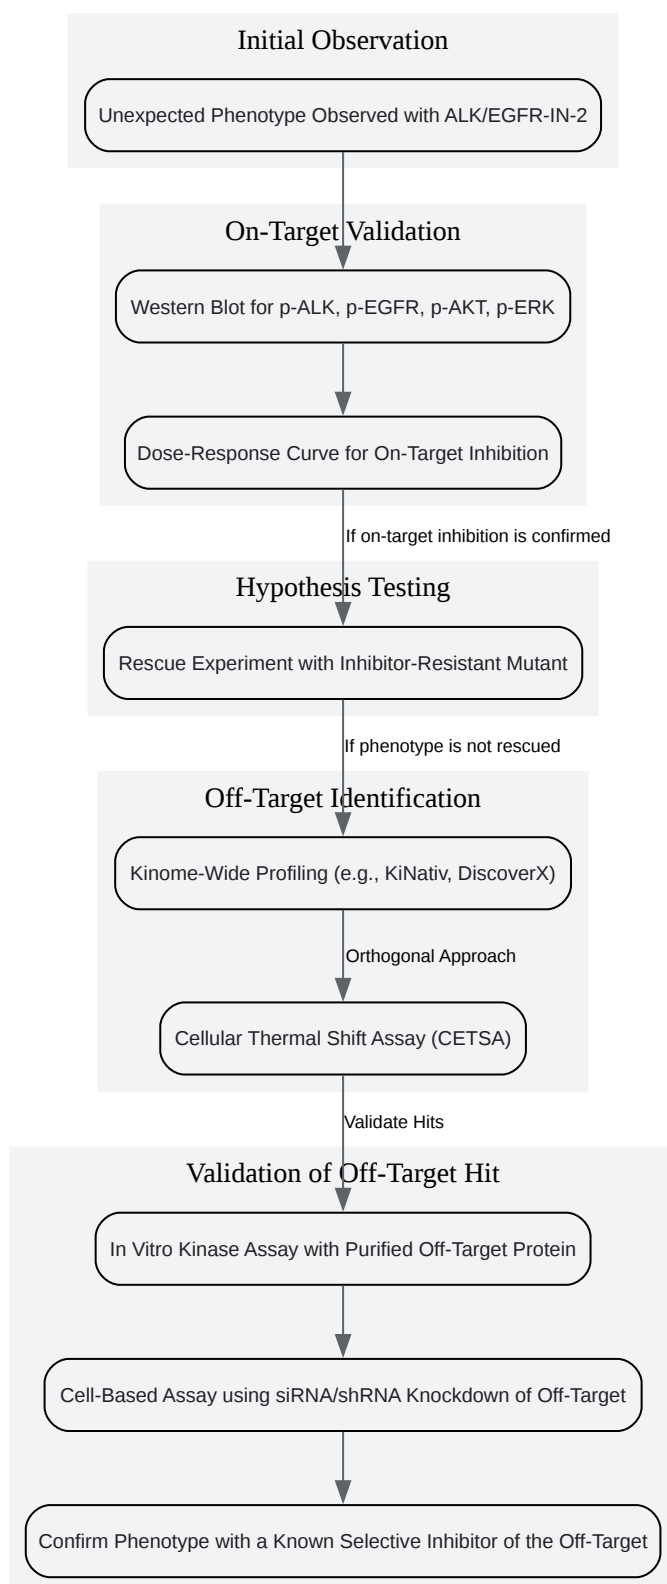 Initial Observation
Unexpected Phenotype Observed with ALK/EGFR-IN-2
On-Target Validation
Western Blot for p-ALK, p-EGFR, p-AKT, p-ERK
Dose-Response Curve for On-Target Inhibition
If on-target inhibition is confirmed
Hypothesis Testing
Rescue Experiment with Inhibitor-Resistant Mutant
If phenotype is not rescued
Off-Target Identification
Kinome-Wide Profiling (e.g., KiNativ, DiscoverX)
Orthogonal Approach
Cellular Thermal Shift Assay (CETSA)
Validate Hits
Validation of Off-Target Hit
In Vitro Kinase Assay with Purified Off-Target Protein
Cell-Based Assay using siRNA/shRNA Knockdown of Off-Target
Confirm Phenotype with a Known Selective Inhibitor of the Off-Target